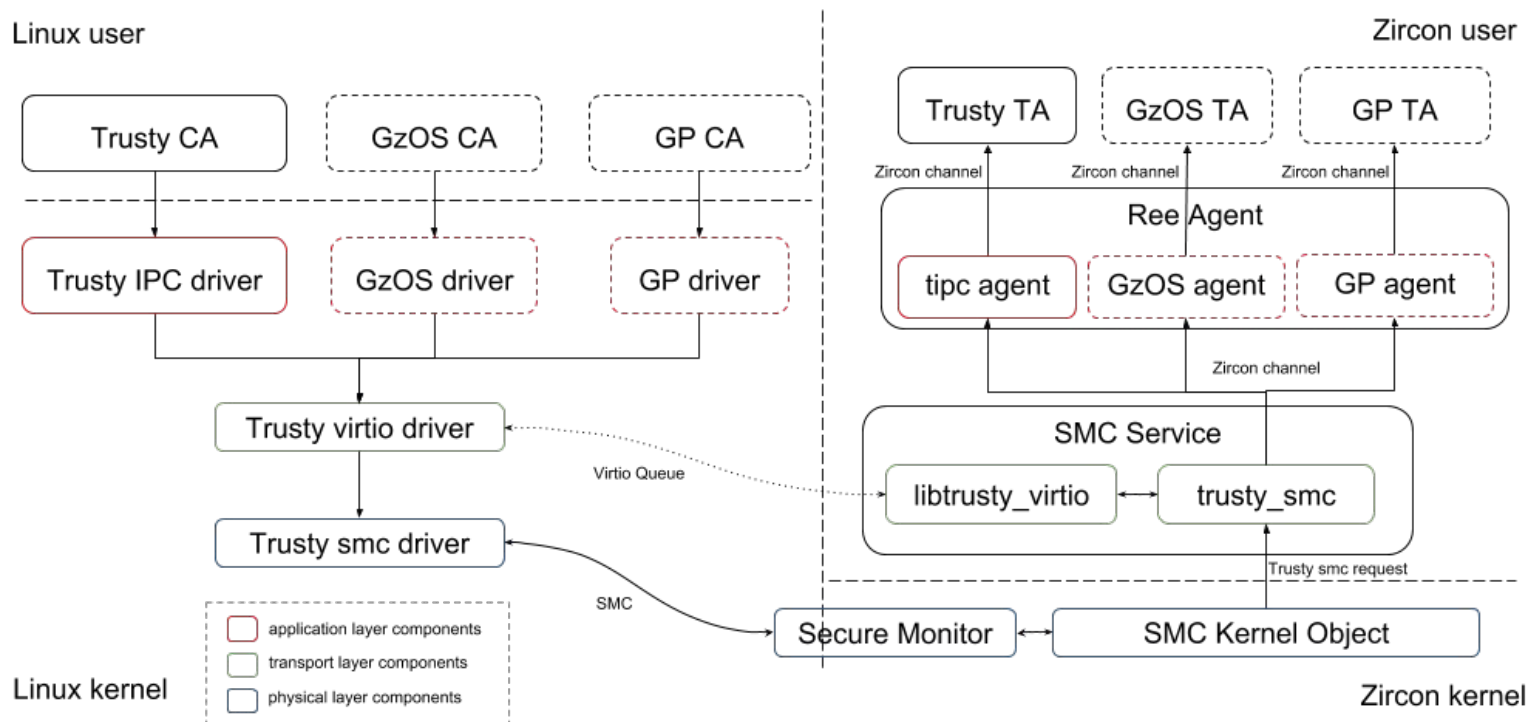 Linux user
Zircon user
Trusty CA
GzOS CA
GP CA
Trusty TA
GzOS TA
GP TA
Zircon channel
Zircon channel
Zircon channel
Ree Agent
Trusty IPC driver
GzOS driver
GP driver
tipc agent
GzOS agent
GP agent
Zircon channel
Trusty virtio driver
SMC Service
Virtio Queue
libtrusty_virtio
trusty_smc
Trusty smc driver
Trusty smc request
SMC
Secure Monitor
SMC Kernel Object
application layer components
transport layer components
physical layer components
Linux kernel
Zircon kernel